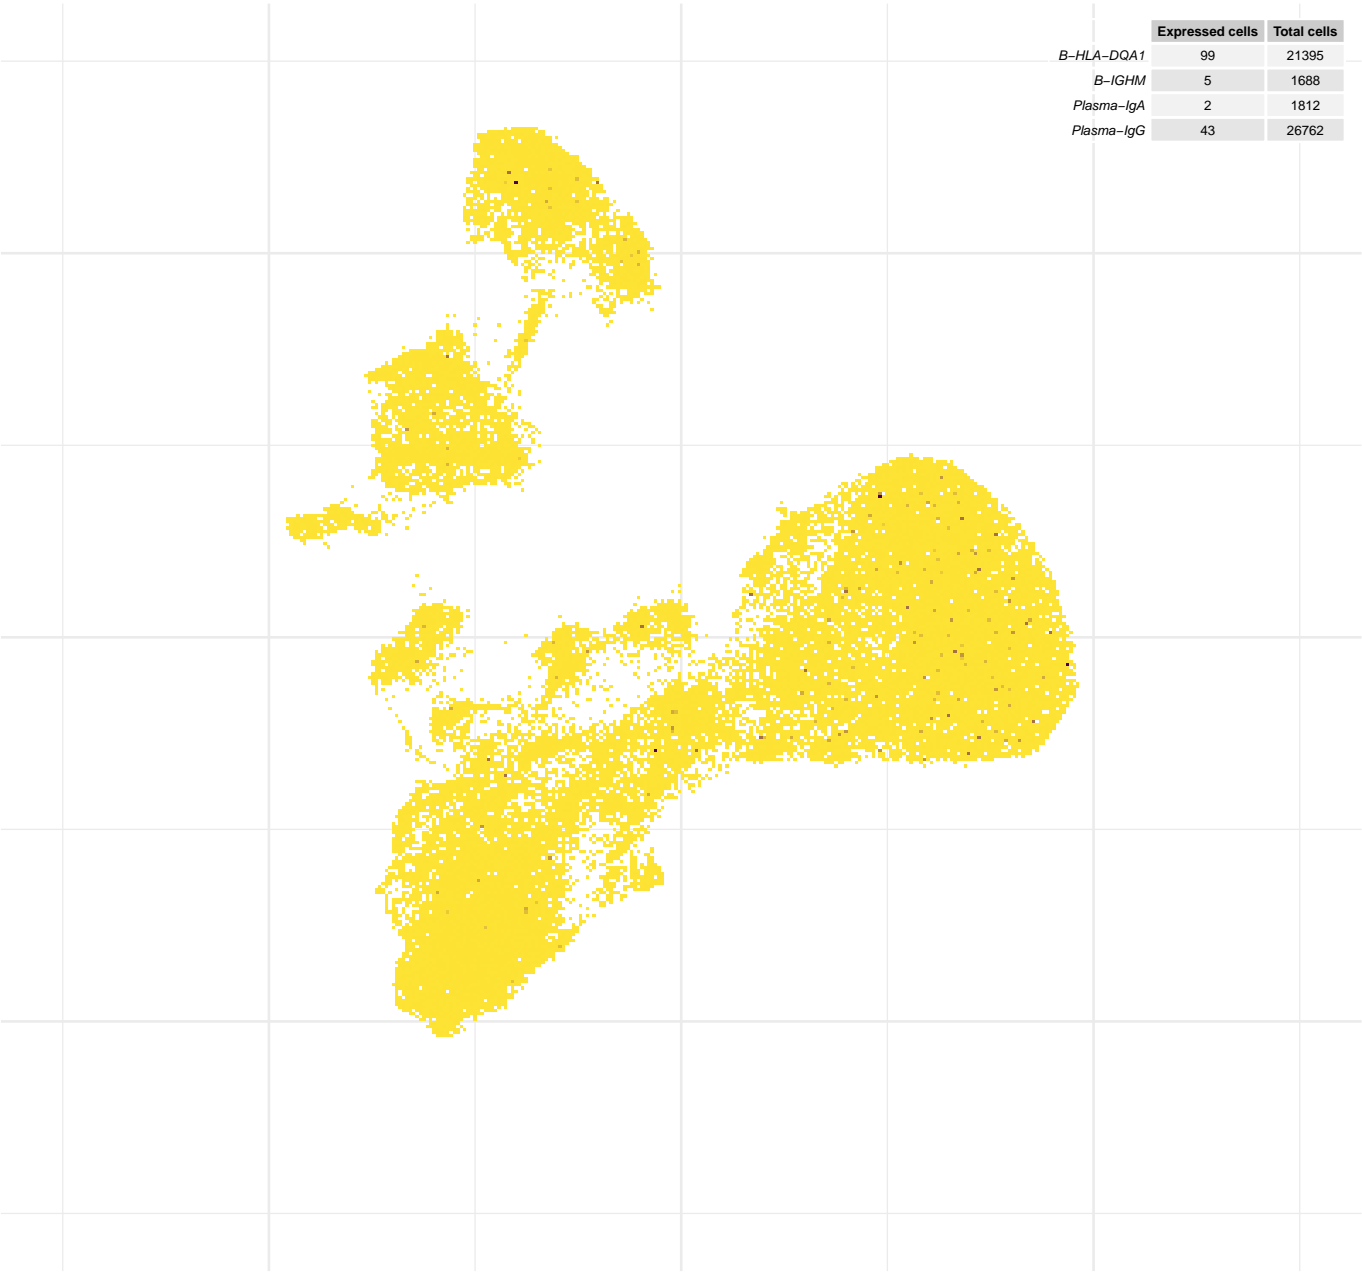 Expressed cells Total cells
B−HLA−DQA1 99 21395
B−IGHM 5 1688
Plasma−IgA 2 1812
Plasma−IgG 43 26762